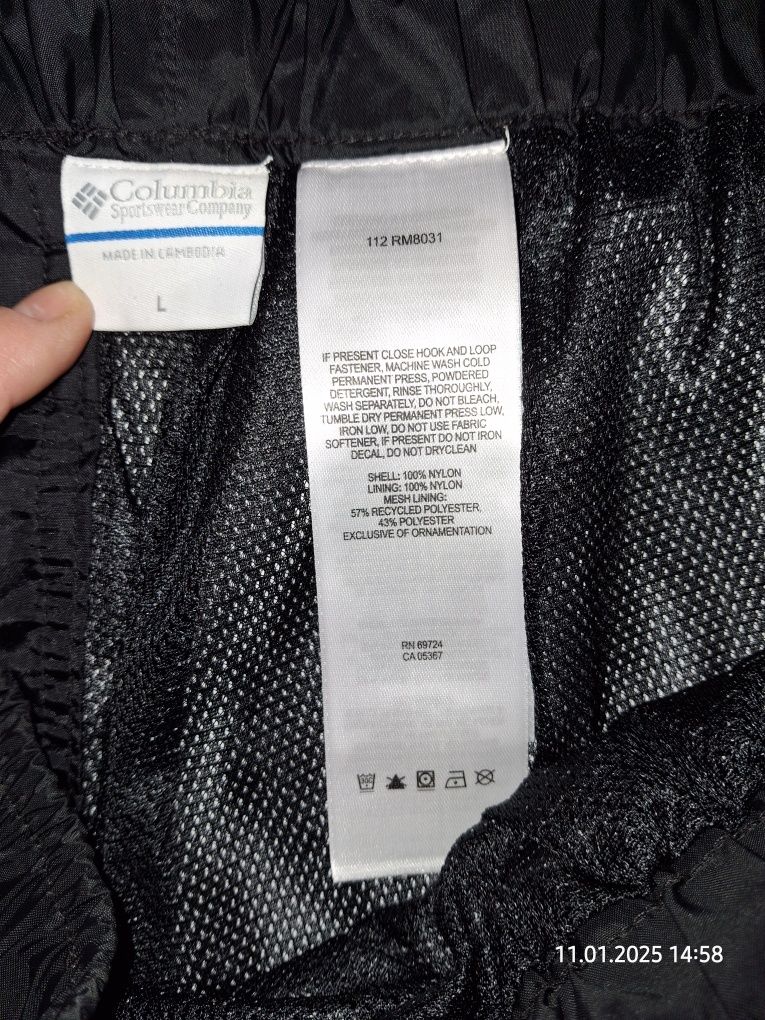 Columbia
Sportswear Company
MADE IN CAMBODIA
L
112 RM8031
IF PRESENT CLOSE HOOK AND LOOP
FASTENER, MACHINE WASH COLD
PERMANENT PRESS, POWDERED
DETERGENT, RINSE THOROUGHLY,
WASH SEPARATELY, DO NOT BLEACH,
TUMBLE DRY PERMANENT PRESS LOW,
IRON LOW, DO NOT USE FABRIC
SOFTENER, IF PRESENT DO NOT IRON
DECAL, DO NOT DRYCLEAN
SHELL: 100% NYLON
LINING: 100% NYLON
MESH LINING:
57% RECYCLED POLYESTER,
43% POLYESTER
EXCLUSIVE OF ORNAMENTATION
RN 69724
CA 05367
11.01.2025 14:58